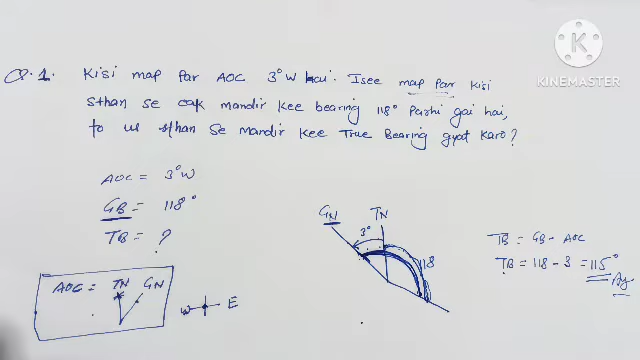 Q.1. Kisi map par AOC 3°W hai. Isee map par kisi
sthan se eak mandir kee bearing 118° Parhi gai hai,
to us sthan se mandir kee True Bearing gyat karo?
AOC = 3°W
GB = 118°
TB = ?
AOC = TN GN
W E
GN TN
3°
118
TB = GB - AOC
TB = 118 - 3 = 115°
KINEMASTER